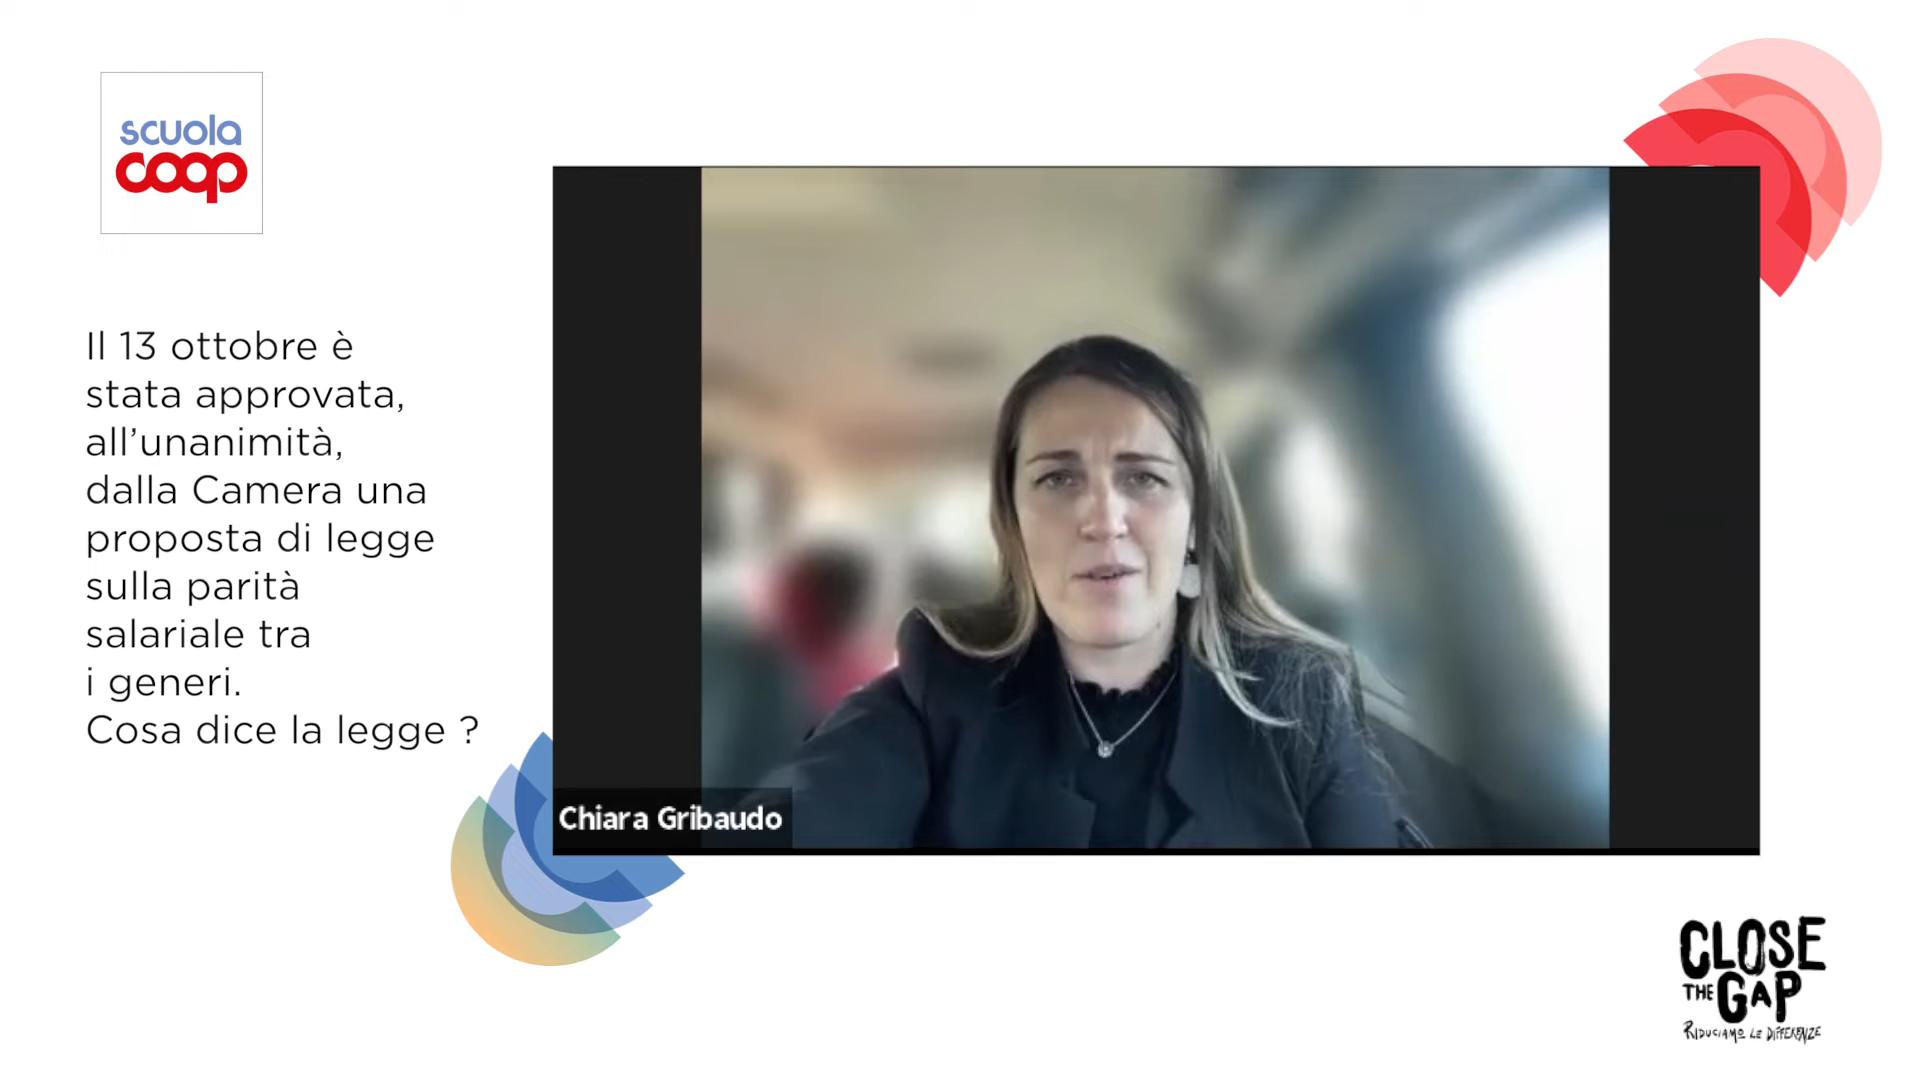 scuola
coop
Il 13 ottobre è
stata approvata,
all’unanimità,
dalla Camera una
proposta di legge
sulla parità
salariale tra
i generi.
Cosa dice la legge ?
Chiara Gribaudo
CLOSE
THE GAP
RIDUCIAMO LE DIFFERENZE